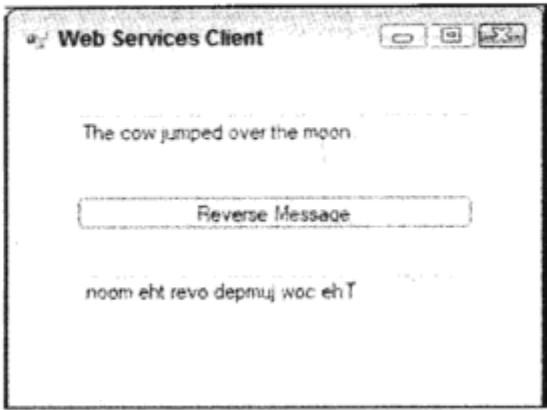 Web Services Client
The cow jumped over the moon.
Reverse Message
noom eht revo depmuj woc ehT